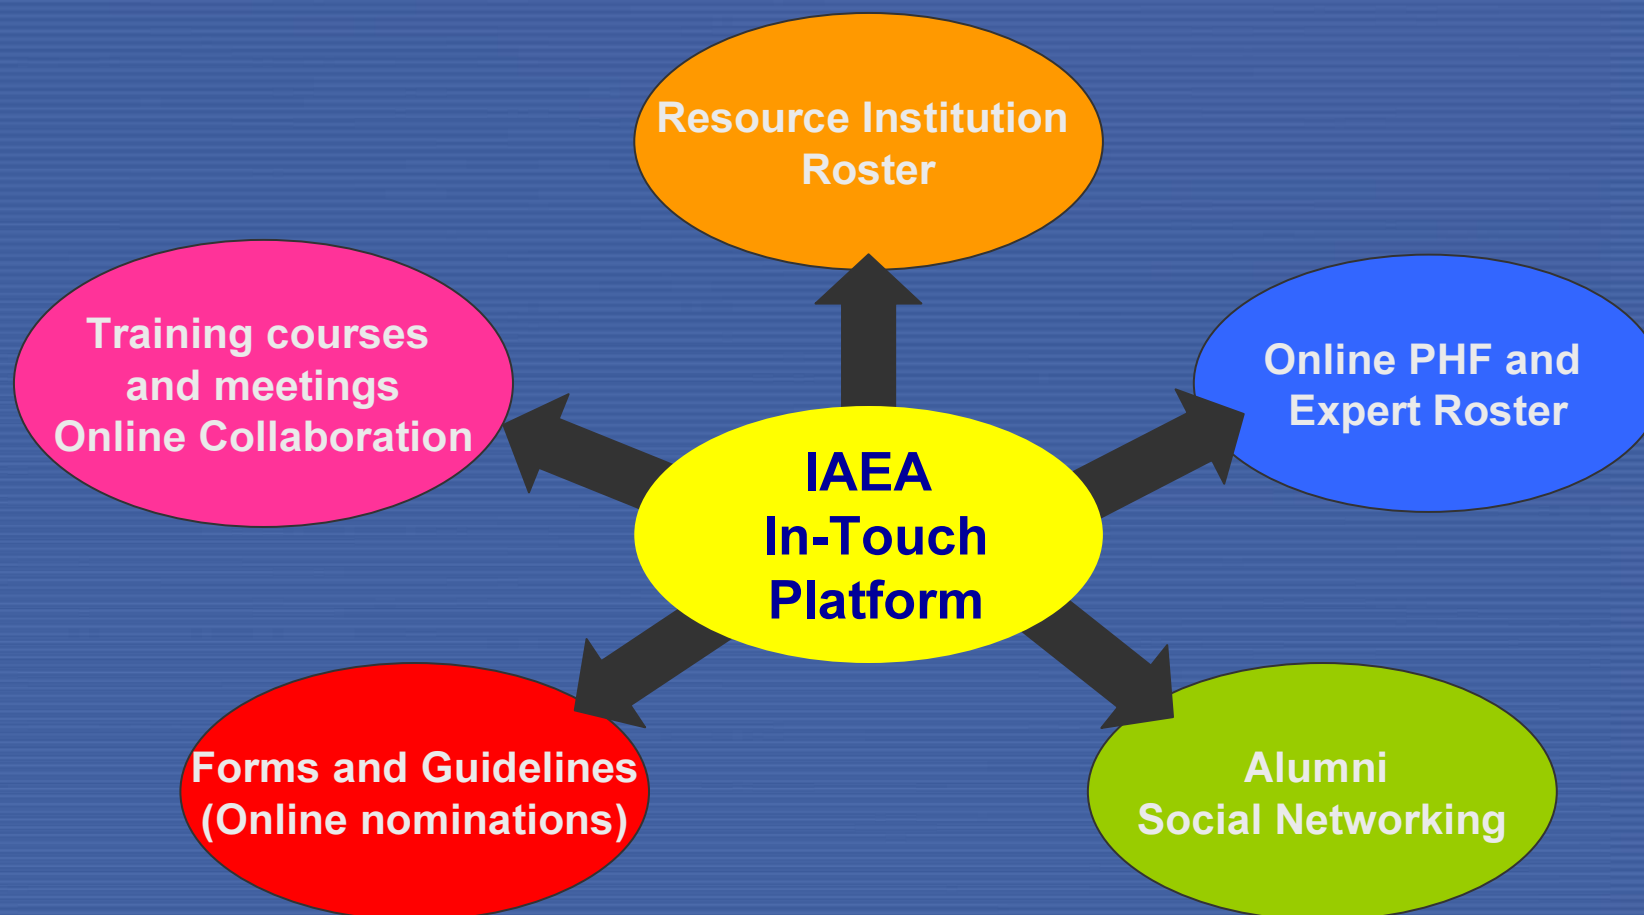 Resource Institution
Roster
Training courses
and meetings
Online Collaboration
Online PHF and
Expert Roster
IAEA
In-Touch
Platform
Forms and Guidelines
(Online nominations)
Alumni
Social Networking